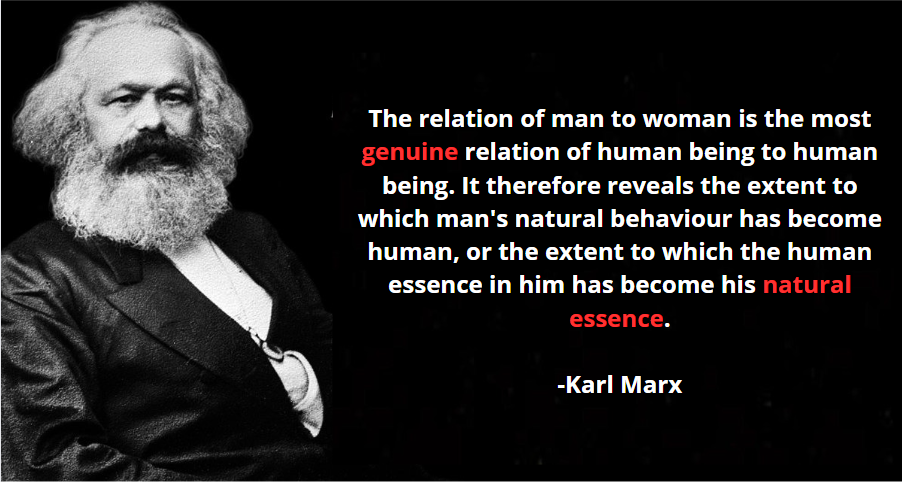 The relation of man to woman is the most
genuine relation of human being to human
being. It therefore reveals the extent to
which man's natural behaviour has become
human, or the extent to which the human
essence in him has become his natural
essence.
-Karl Marx